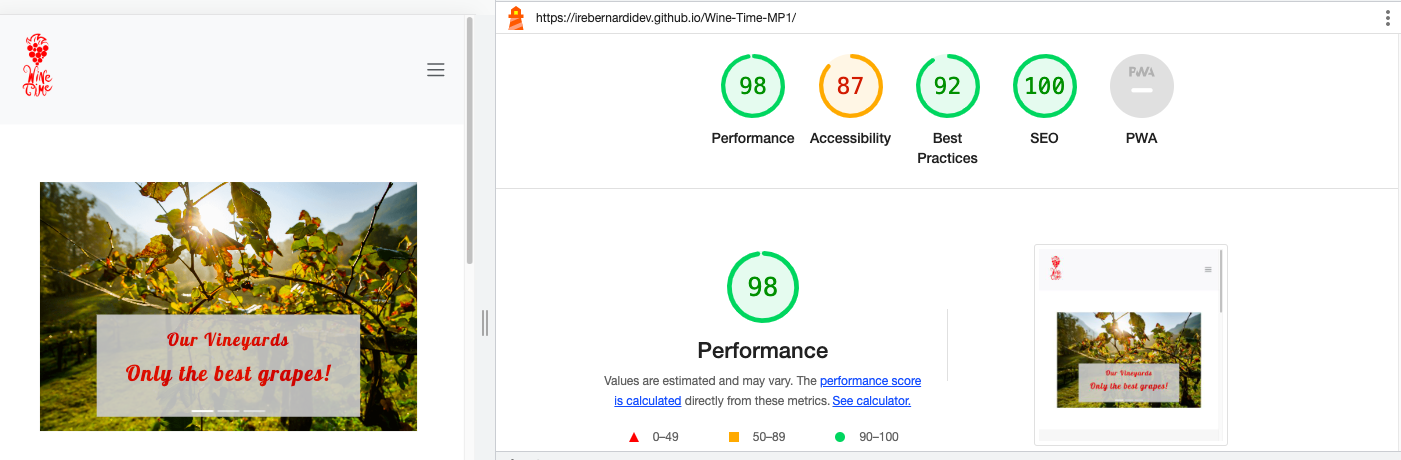 Wine
Time
Our Vineyards
Only the best grapes!
https://irebernardidev.github.io/Wine-Time-MP1/
98
87
92
100
PWA
Performance
Accessibility
Best
Practices
SEO
PWA
98
Performance
Values are estimated and may vary. The performance score
is calculated directly from these metrics. See calculator.
0–49
50–89
90–100
Wine
Time
Our Vineyards
Only the best grapes!